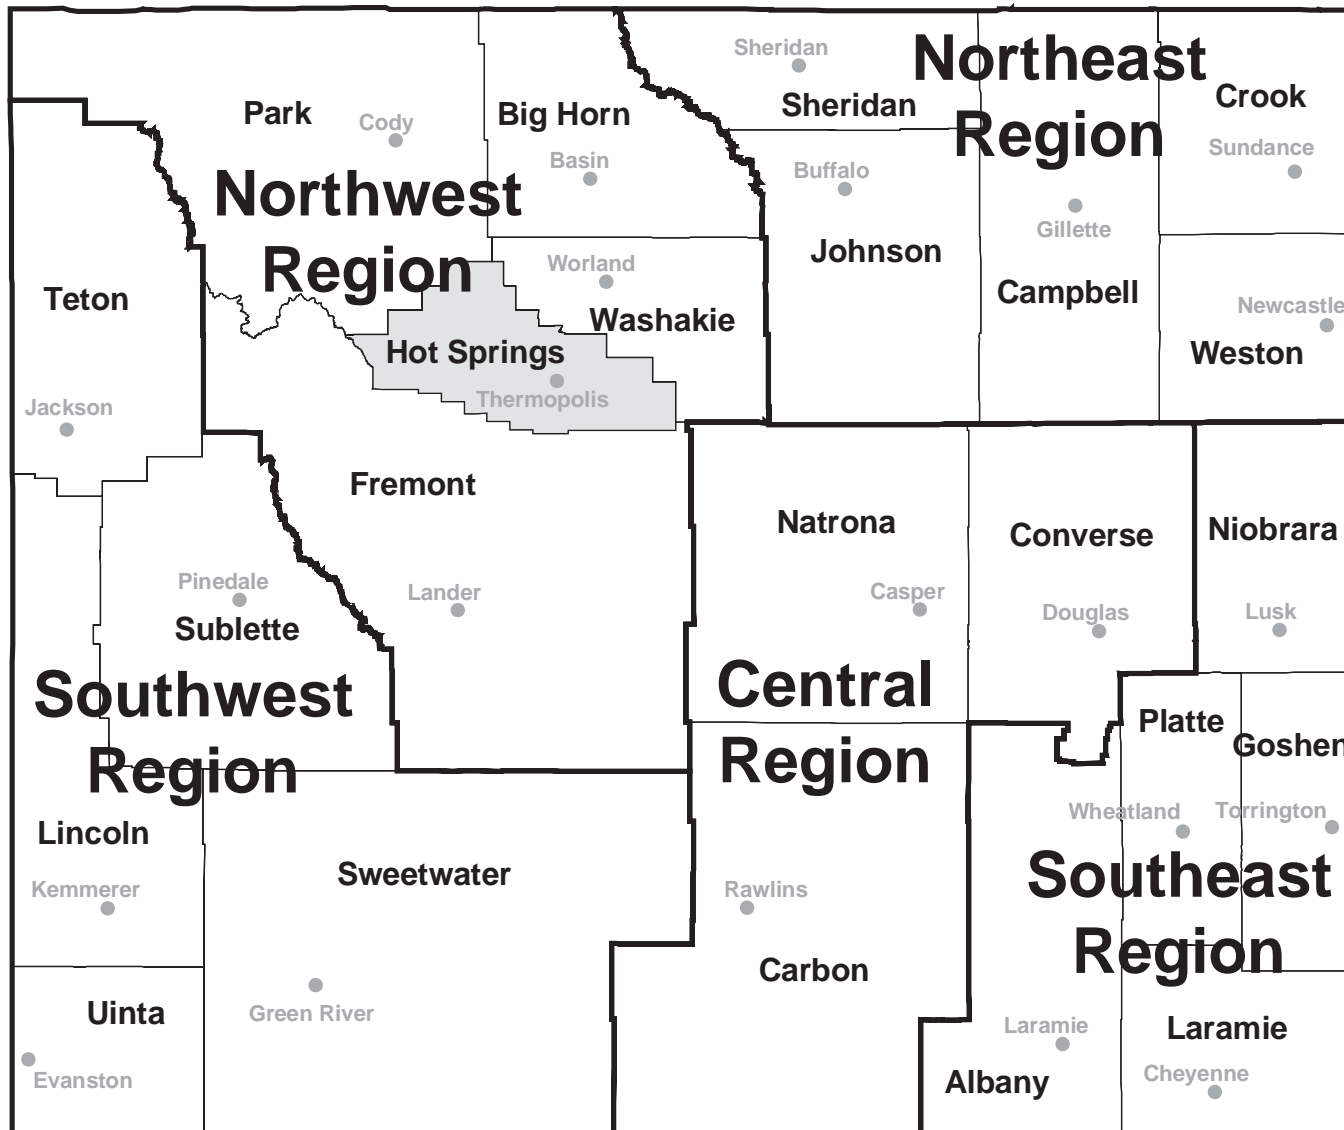 Sheridan
Northeast
Region
Park
Cody
Big Horn
Sheridan
Crook
Basin
Buffalo
Sundance
Northwest
Region
Gillette
Johnson
Worland
Teton
Campbell
Newcastle
Washakie
Hot Springs
Weston
Thermopolis
Jackson
Fremont
Natrona
Converse
Niobrara
Pinedale
Lander
Casper
Douglas
Lusk
Sublette
Southwest
Region
Central
Region
Platte
Goshen
Wheatland
Torrington
Lincoln
Sweetwater
Southeast
Region
Kemmerer
Rawlins
Carbon
Uinta
Green River
Laramie
Laramie
Evanston
Albany
Cheyenne